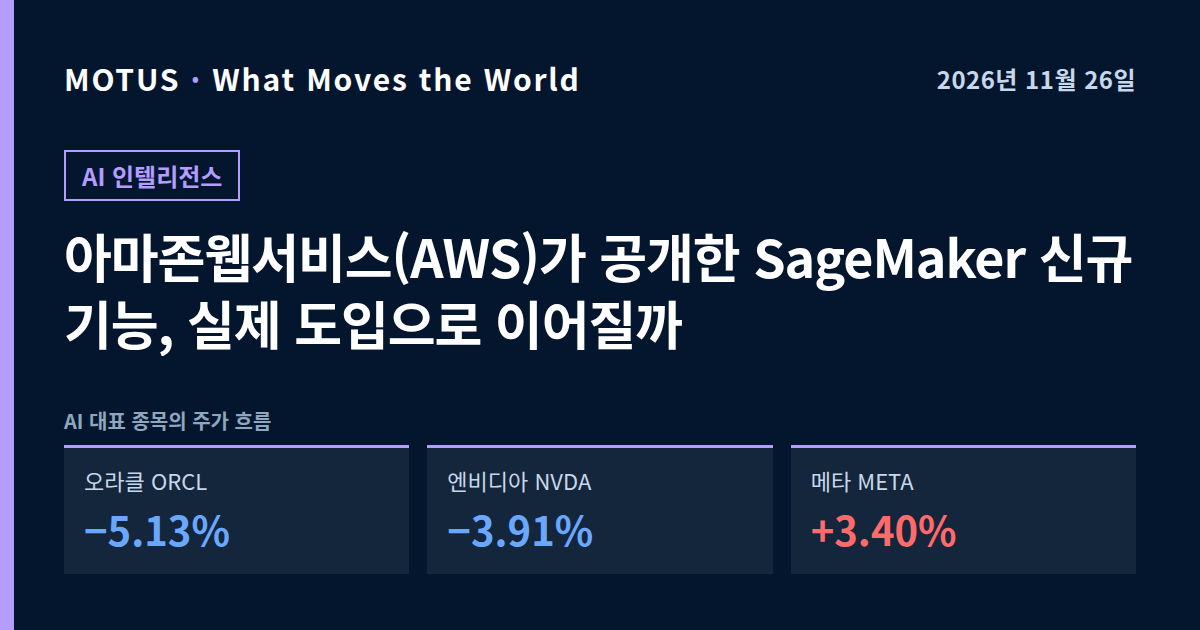 MOTUS · What Moves the World
2026년 11월 26일
AI 인텔리전스
아마존웹서비스(AWS)가 공개한 SageMaker 신규
기능, 실제 도입으로 이어질까
AI 대표 종목의 주가 흐름
오라클 ORCL
−5.13%
엔비디아 NVDA
−3.91%
메타 META
+3.40%